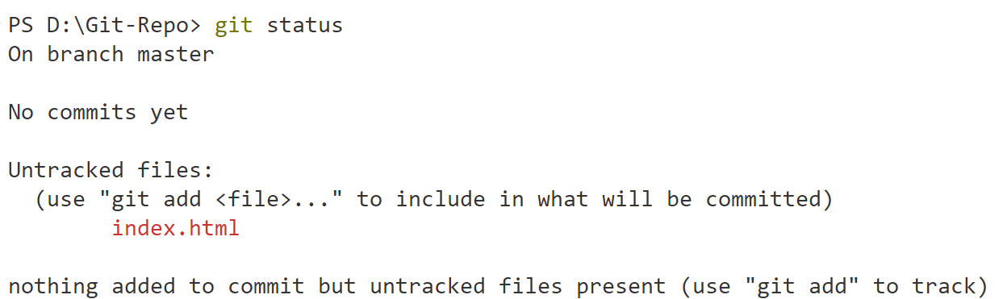 PS D:\Git-Repo> git status
On branch master
No commits yet
Untracked files:
(use "git add <file>..." to include in what will be committed)
index.html
nothing added to commit but untracked files present (use "git add" to track)